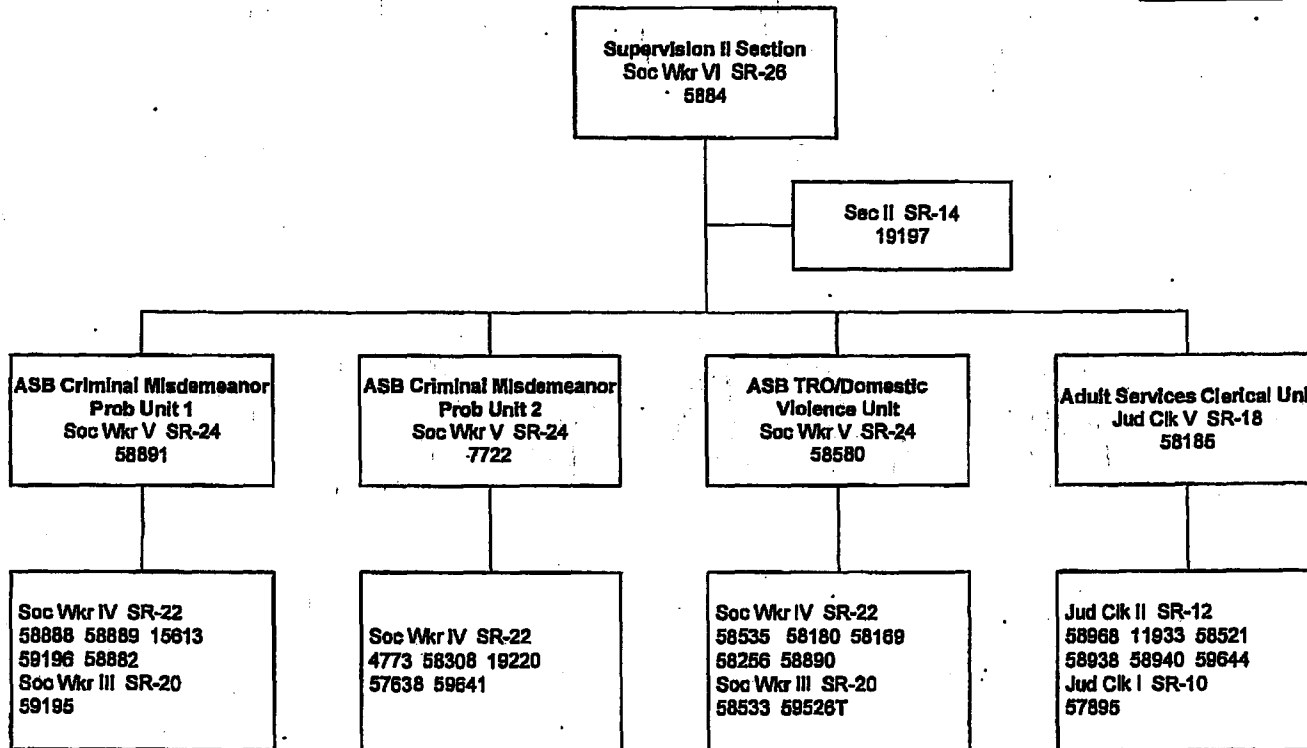 Supervision II Section
Soc Wkr VI SR-26
5884
Sec II SR-14
19197
ASB Criminal Misdemeanor
Prob Unit 1
Soc Wkr V SR-24
58891
ASB Criminal Misdemeanor
Prob Unit 2
Soc Wkr V SR-24
7722
ASB TRO/Domestic
Violence Unit
Soc Wkr V SR-24
58580
Adult Services Clerical Unit
Jud Clk V SR-18
58185
Soc Wkr IV SR-22
58888 58889 15613
59196 58882
Soc Wkr III SR-20
59195
Soc Wkr IV SR-22
4773 58308 19220
57638 59641
Soc Wkr IV SR-22
58535 58180 58169
58256 58890
Soc Wkr III SR-20
58533 59526T
Jud Clk II SR-12
58968 11933 58521
58938 58940 59644
Jud Clk I SR-10
57895